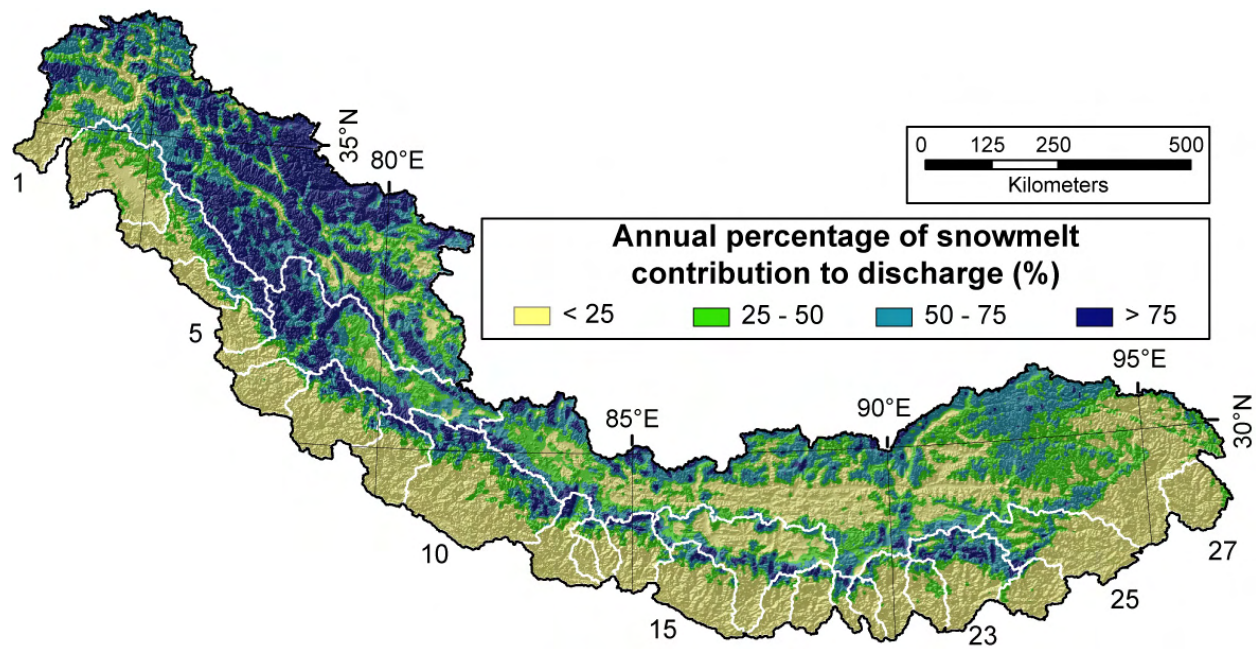 35°N
80°E
0 125 250 500
Kilometers
1
Annual percentage of snowmelt
contribution to discharge (%)
< 25 25 - 50 50 - 75 > 75
5
95°E
85°E
90°E
30°N
10
27
25
15
23